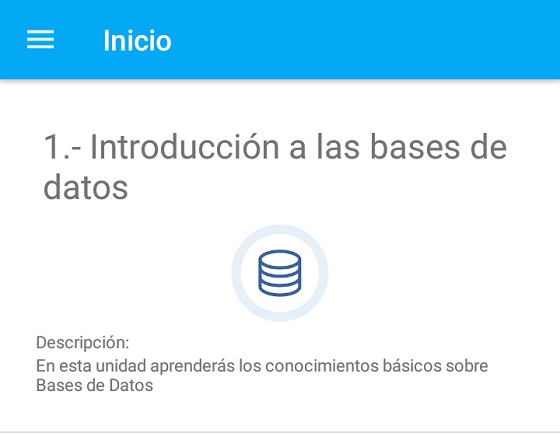 Inicio
1.- Introducción a las bases de
datos
Descripción:
En esta unidad aprenderás los conocimientos básicos sobre
Bases de Datos